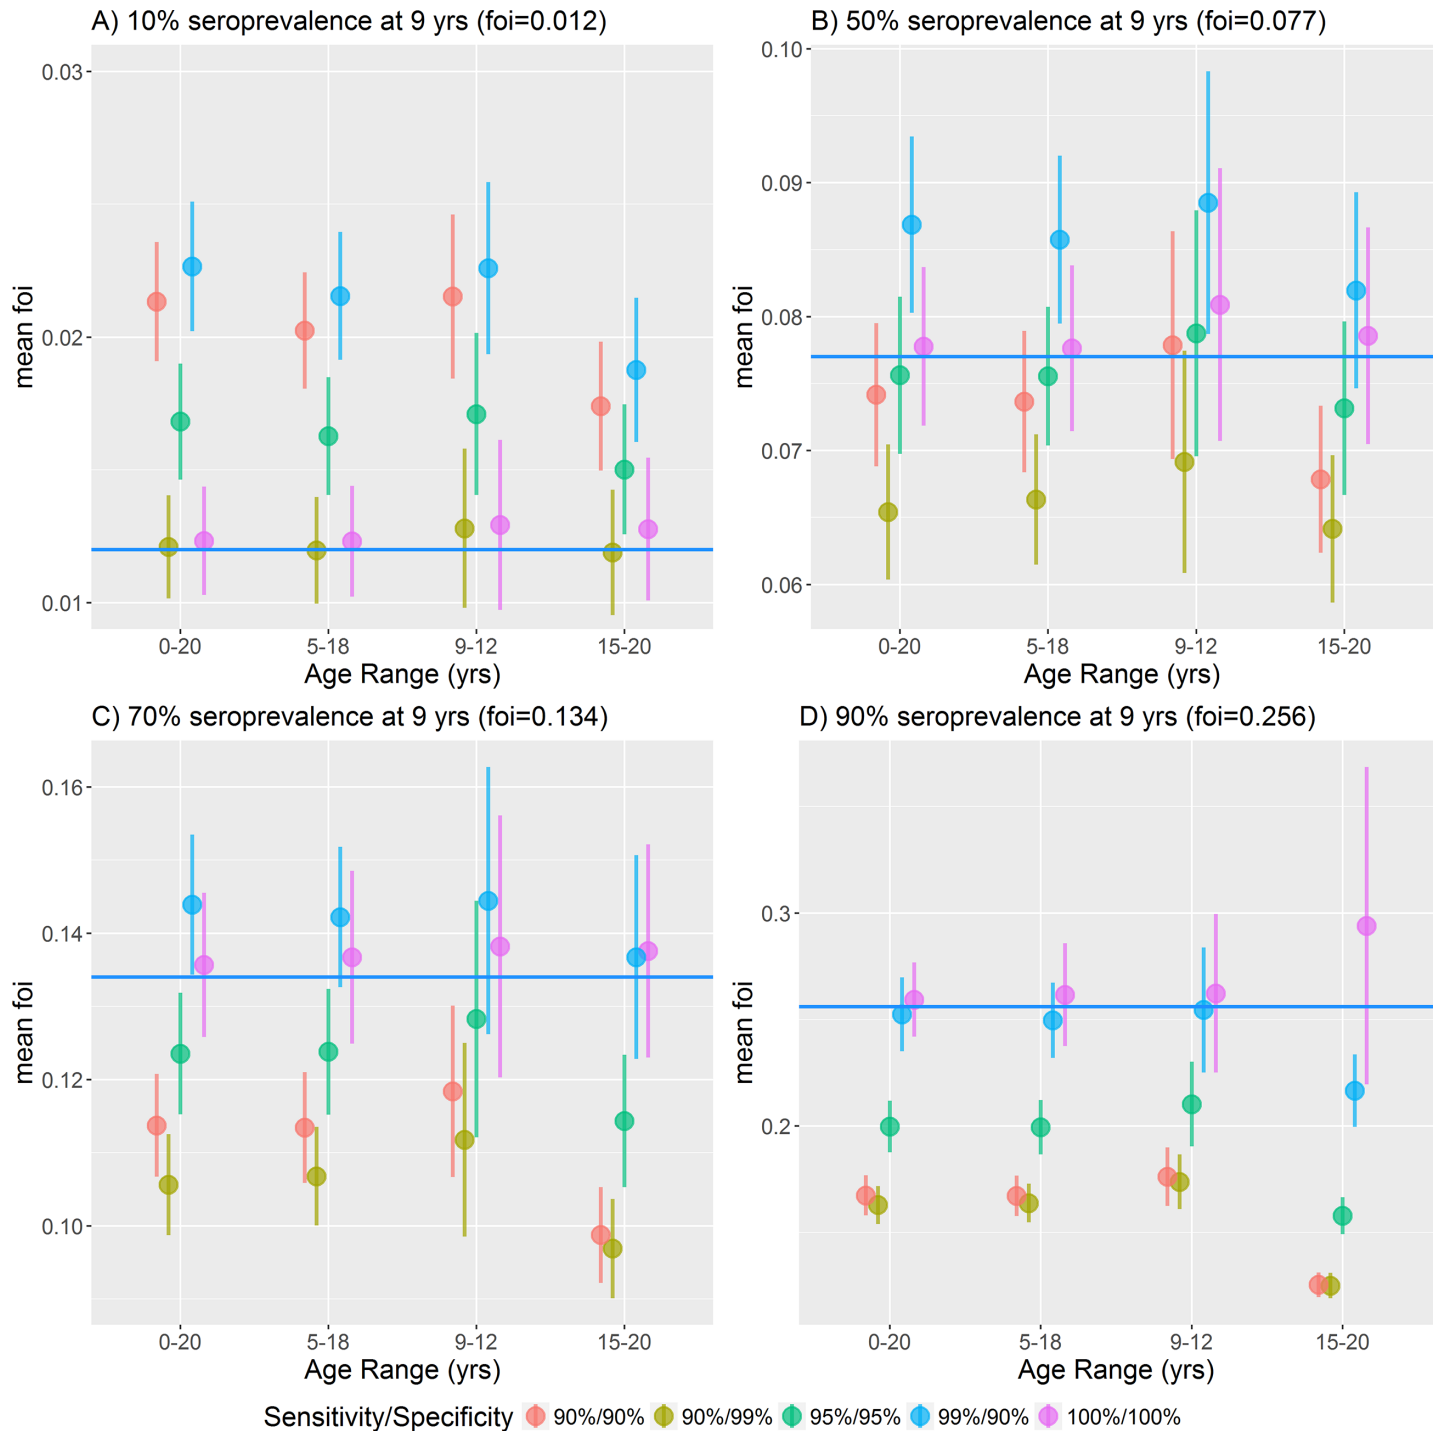 A) 10% seroprevalence at 9 yrs (foi=0.012)
0.03
0.02
0.01
mean foi
0-20 5-18 9-12 15-20
Age Range (yrs)
B) 50% seroprevalence at 9 yrs (foi=0.077)
0.10
0.09
0.08
0.07
0.06
mean foi
0-20 5-18 9-12 15-20
Age Range (yrs)
C) 70% seroprevalence at 9 yrs (foi=0.134)
0.16
0.14
0.12
0.10
mean foi
0-20 5-18 9-12 15-20
Age Range (yrs)
D) 90% seroprevalence at 9 yrs (foi=0.256)
0.3
0.2
mean foi
0-20 5-18 9-12 15-20
Age Range (yrs)
Sensitivity/Specificity 90%/90% 90%/99% 95%/95% 99%/90% 100%/100%